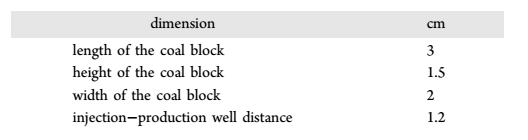 dimension cm
length of the coal block 3
height of the coal block 1.5
width of the coal block 2
injection−production well distance 1.2